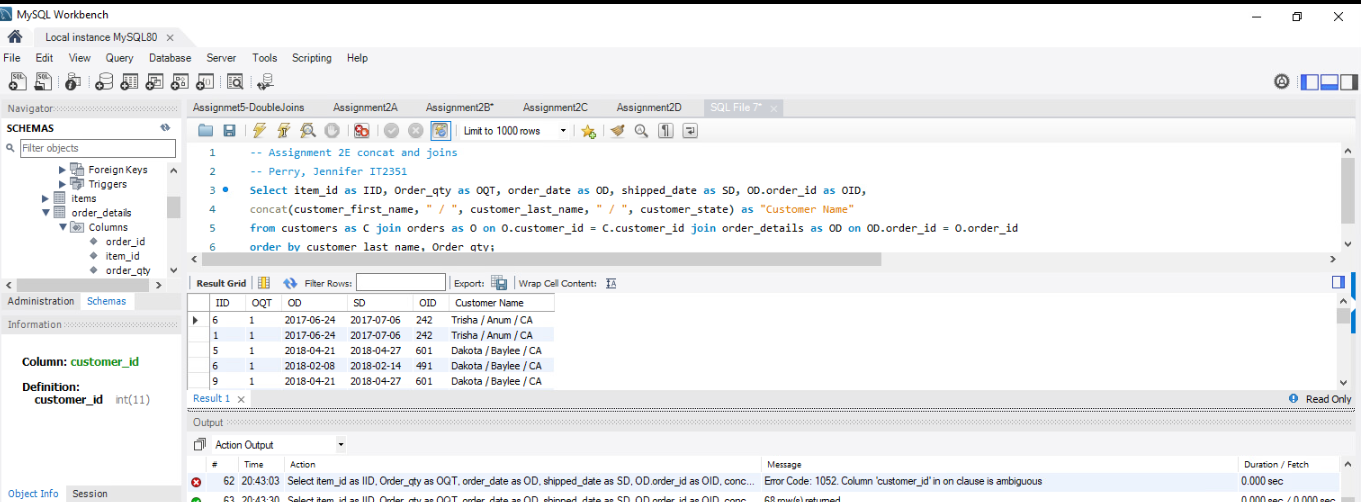 MySQL Workbench
Local instance MySQL80
File Edit View Query Database Server Tools Scripting Help
Navigator
SCHEMAS
Filter objects
Foreign Keys
Triggers
items
order_details
Columns
order_id
item_id
order_qty
Administration Schemas
Information
Column: customer_id
Definition:
customer_id int(11)
Object Info Session
Assignmet5-DoubleJoins Assignment2A Assignment2B* Assignment2C Assignment2D SQL File 7*
Limit to 1000 rows
1 -- Assignment 2E concat and joins
2 -- Perry, Jennifer IT2351
3 Select item_id as IID, Order_qty as OQT, order_date as OD, shipped_date as SD, OD.order_id as OID,
4 concat(customer_first_name, " / ", customer_last_name, " / ", customer_state) as "Customer Name"
5 from customers as C join orders as O on O.customer_id = C.customer_id join order_details as OD on OD.order_id = O.order_id
6 order by customer_last_name, Order_qty;
Result Grid Filter Rows: Export: Wrap Cell Content:
IID OQT OD SD OID Customer Name
6 1 2017-06-24 2017-07-06 242 Trisha / Anum / CA
1 1 2017-06-24 2017-07-06 242 Trisha / Anum / CA
5 1 2018-04-21 2018-04-27 601 Dakota / Baylee / CA
6 1 2018-02-08 2018-02-14 491 Dakota / Baylee / CA
9 1 2018-04-21 2018-04-27 601 Dakota / Baylee / CA
Result 1 Read Only
Output
Action Output
# Time Action Message Duration / Fetch
62 20:43:03 Select item_id as IID, Order_qty as OQT, order_date as OD, shipped_date as SD, OD.order_id as OID, conc... Error Code: 1052. Column 'customer_id' in on clause is ambiguous 0.000 sec
63 20:43:30 Select item_id as IID, Order_qty as OQT, order_date as OD, shipped_date as SD, OD.order_id as OID, conc... 68 row(s) returned 0.000 sec / 0.000 sec